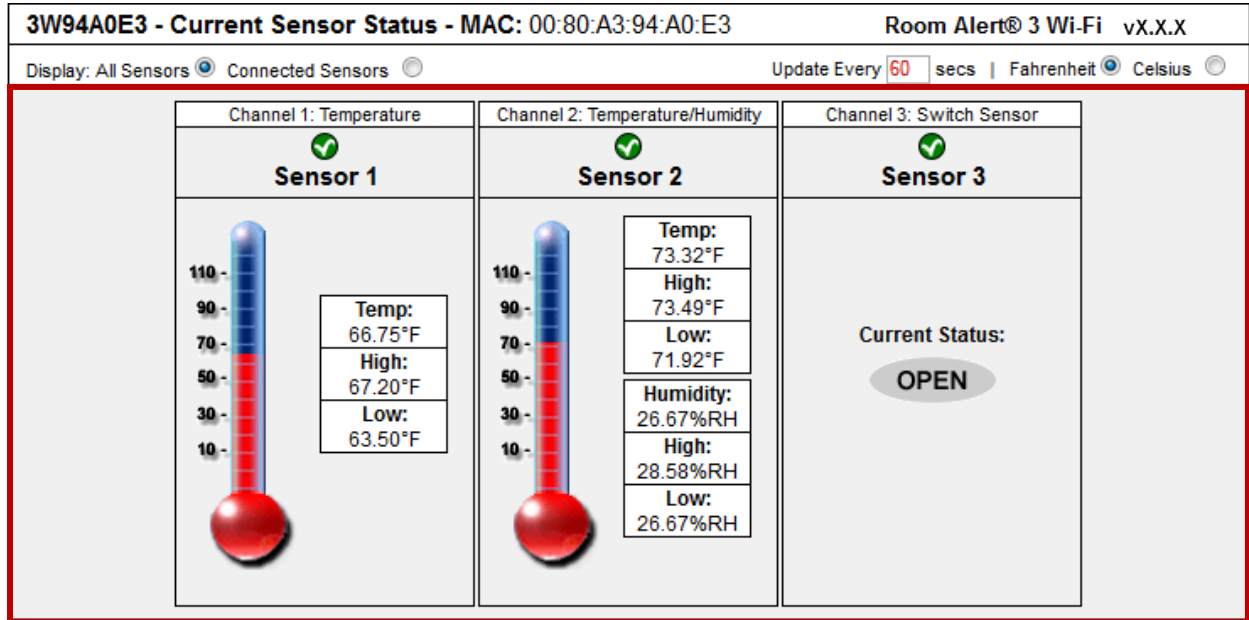 3W94A0E3 - Current Sensor Status - MAC: 00:80:A3:94:A0:E3 Room Alert® 3 Wi-Fi vX.X.X
Display: All Sensors Connected Sensors Update Every 60 secs | Fahrenheit Celsius
Channel 1: Temperature
Sensor 1
110 -
90 -
70 -
50 -
30 -
10 -
Temp:
66.75°F
High:
67.20°F
Low:
63.50°F
Channel 2: Temperature/Humidity
Sensor 2
110 -
90 -
70 -
50 -
30 -
10 -
Temp:
73.32°F
High:
73.49°F
Low:
71.92°F
Humidity:
26.67%RH
High:
28.58%RH
Low:
26.67%RH
Channel 3: Switch Sensor
Sensor 3
Current Status:
OPEN